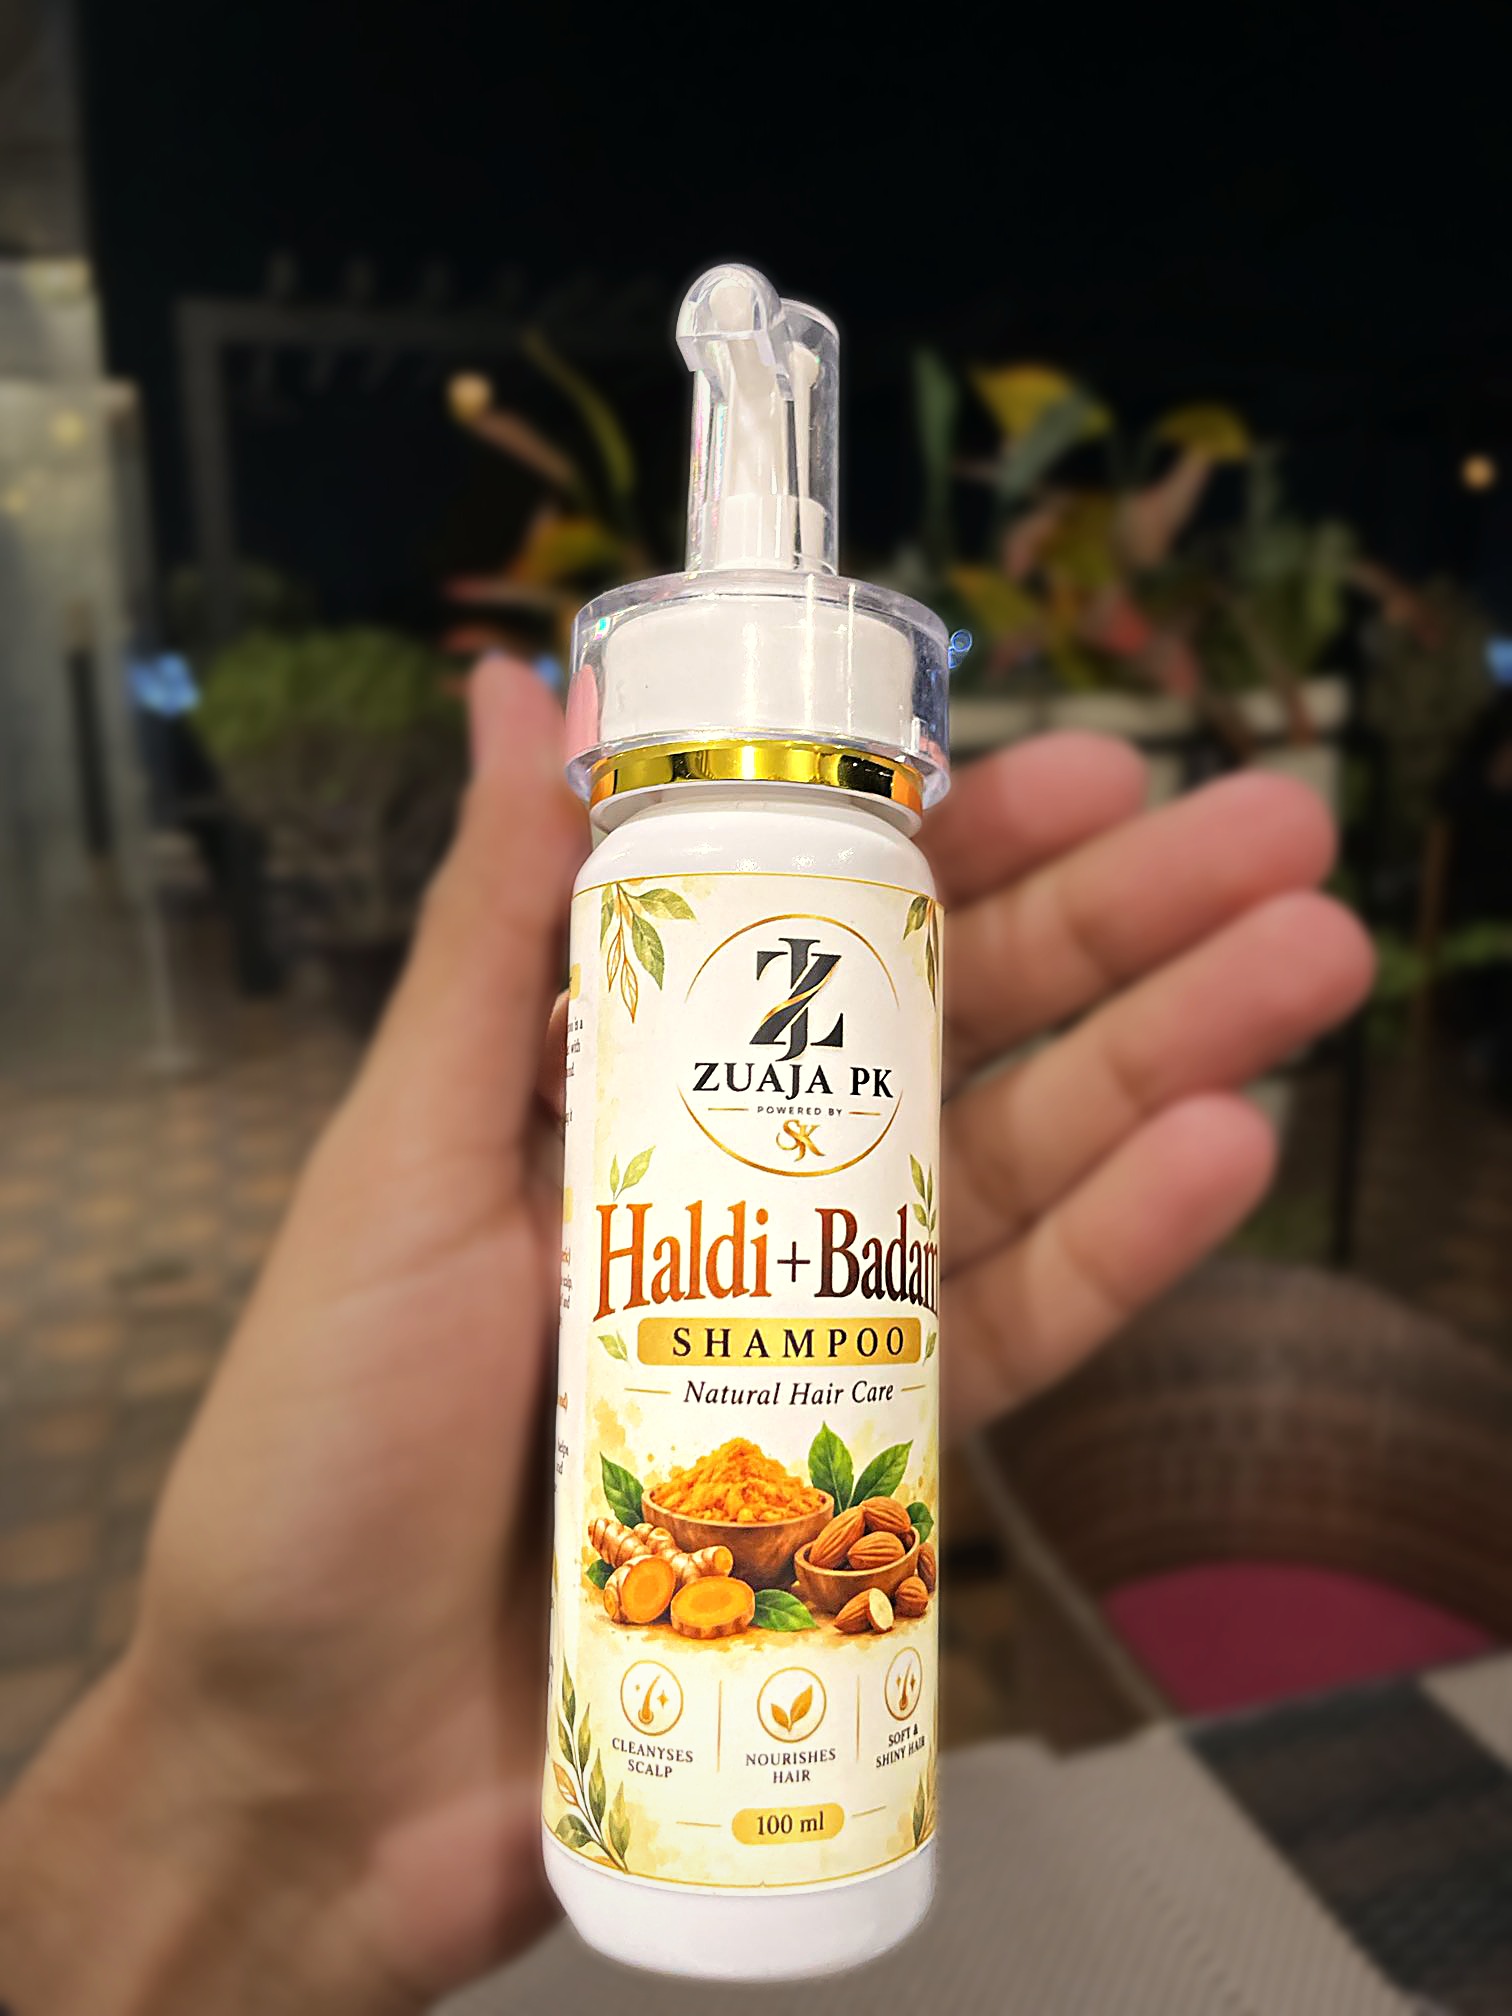 ZJ
ZUAJA PK
POWERED BY
SK
Haldi+Badam
SHAMPOO
Natural Hair Care
CLEANYSES
SCALP
NOURISHES
HAIR
SOFT &
SHINY HAIR
100 ml